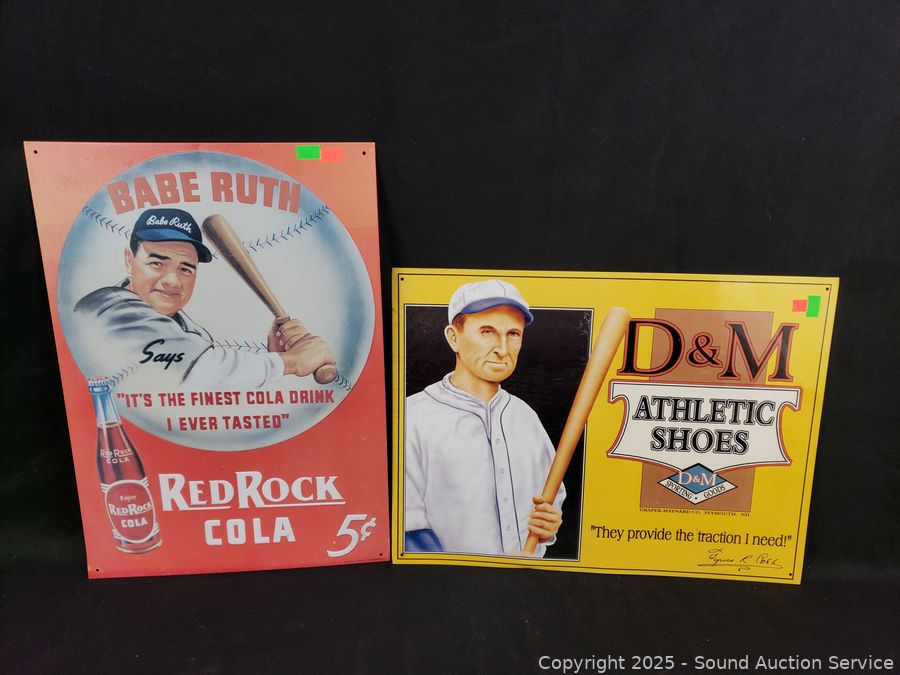 BABE RUTH
Babe Ruth
Says
"IT'S THE FINEST COLA DRINK
I EVER TASTED"
RED ROCK
COLA
Enjoy
RED ROCK
COLA
RED ROCK
COLA
5¢
D&M
ATHLETIC
SHOES
D&M
SPORTING GOODS
DRAPER-MAYNARD CO. PLYMOUTH, NH
"They provide the traction I need!"
Tyrus R. Cobb
Copyright © 2025 - Sound Auction Service